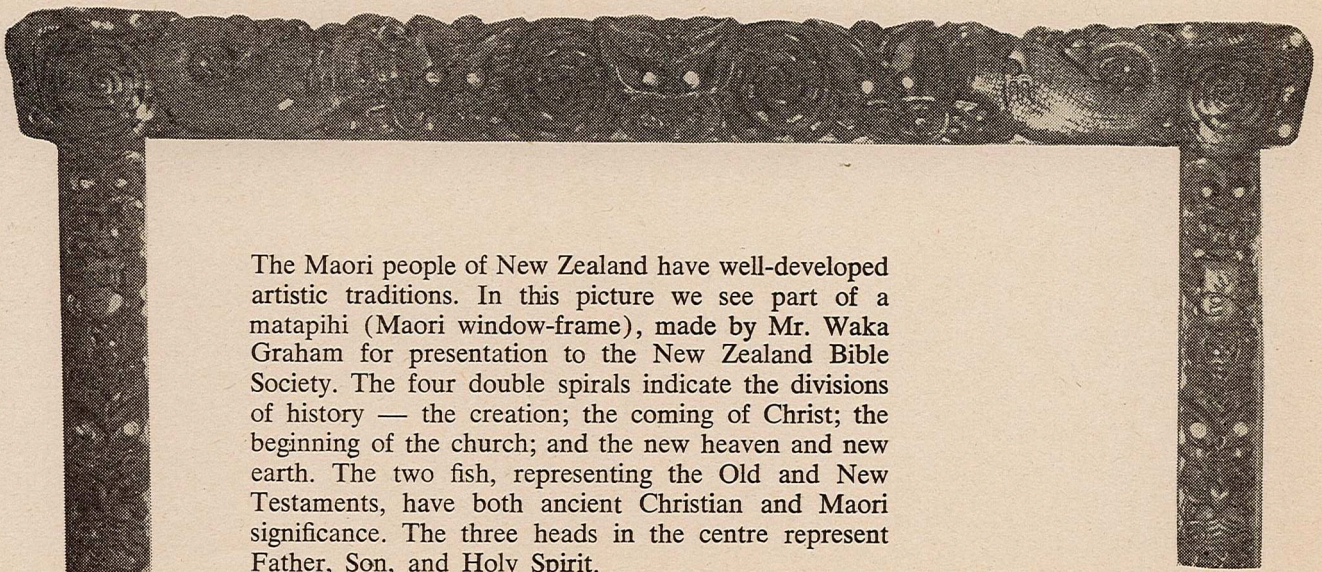 The Maori people of New Zealand have well-developed
artistic traditions. In this picture we see part of a
matapihi (Maori window-frame), made by Mr. Waka
Graham for presentation to the New Zealand Bible
Society. The four double spirals indicate the divisions
of history — the creation; the coming of Christ; the
beginning of the church; and the new heaven and new
earth. The two fish, representing the Old and New
Testaments, have both ancient Christian and Maori
significance. The three heads in the centre represent
Father, Son, and Holy Spirit.